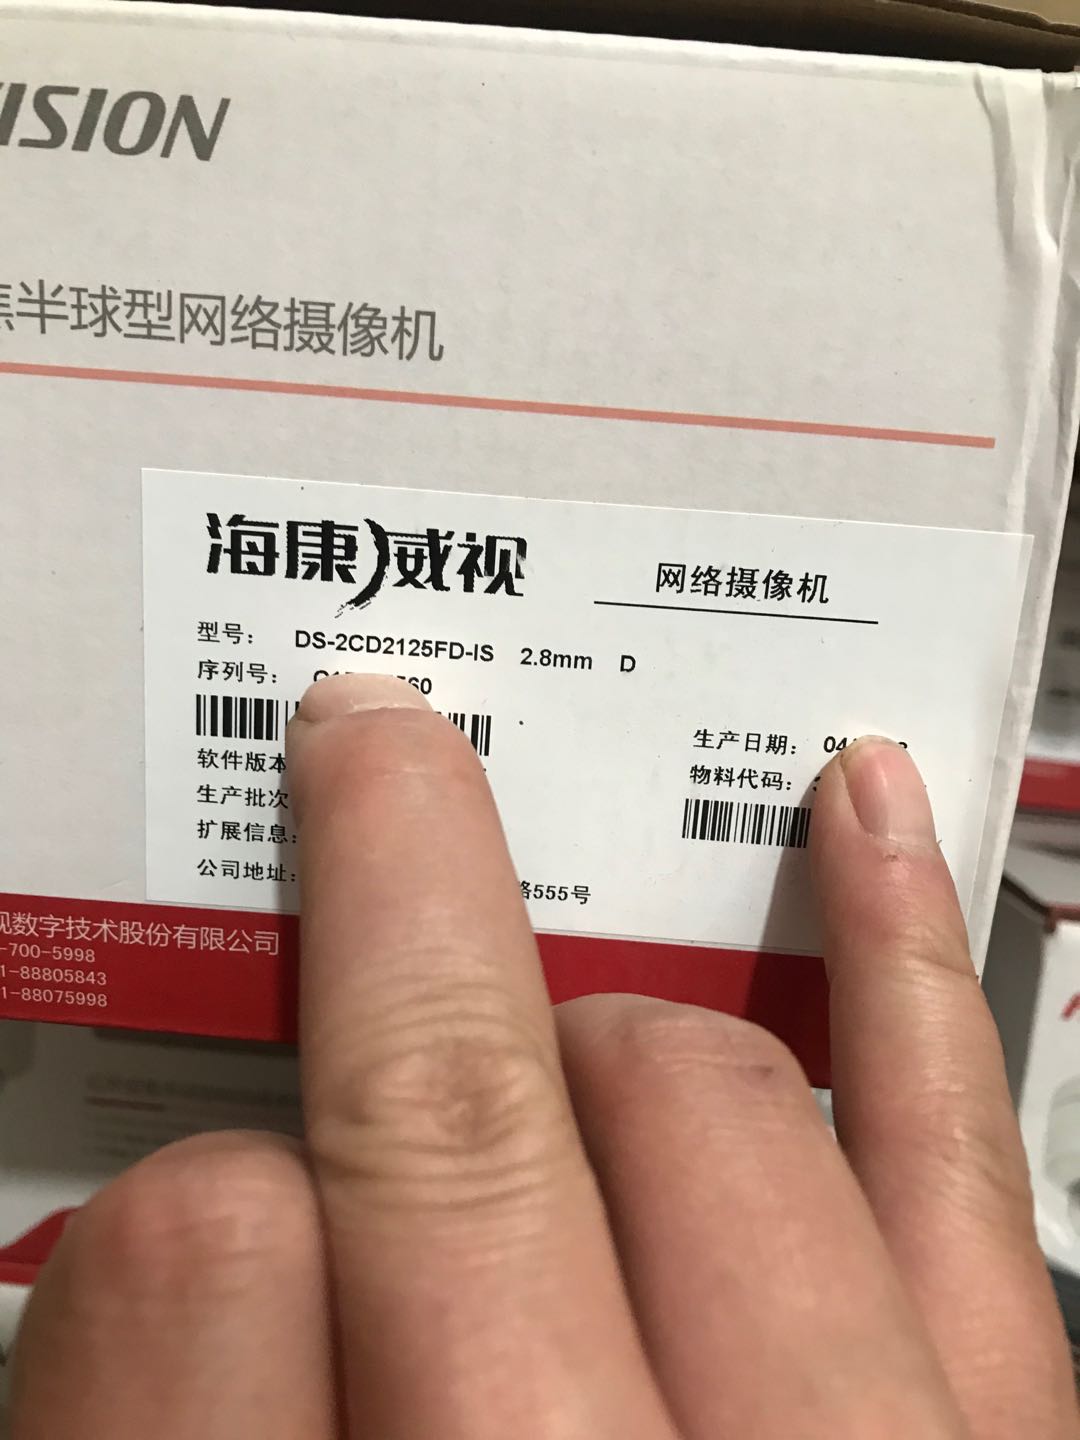 VISION
焦半球型网络摄像机
海康威视
网络摄像机
型号： DS-2CD2125FD-IS 2.8mm D
序列号：
生产日期：
软件版本
物料代码：
生产批次
扩展信息：
公司地址： 路555号
视数字技术股份有限公司
-700-5998
1-88805843
1-88075998